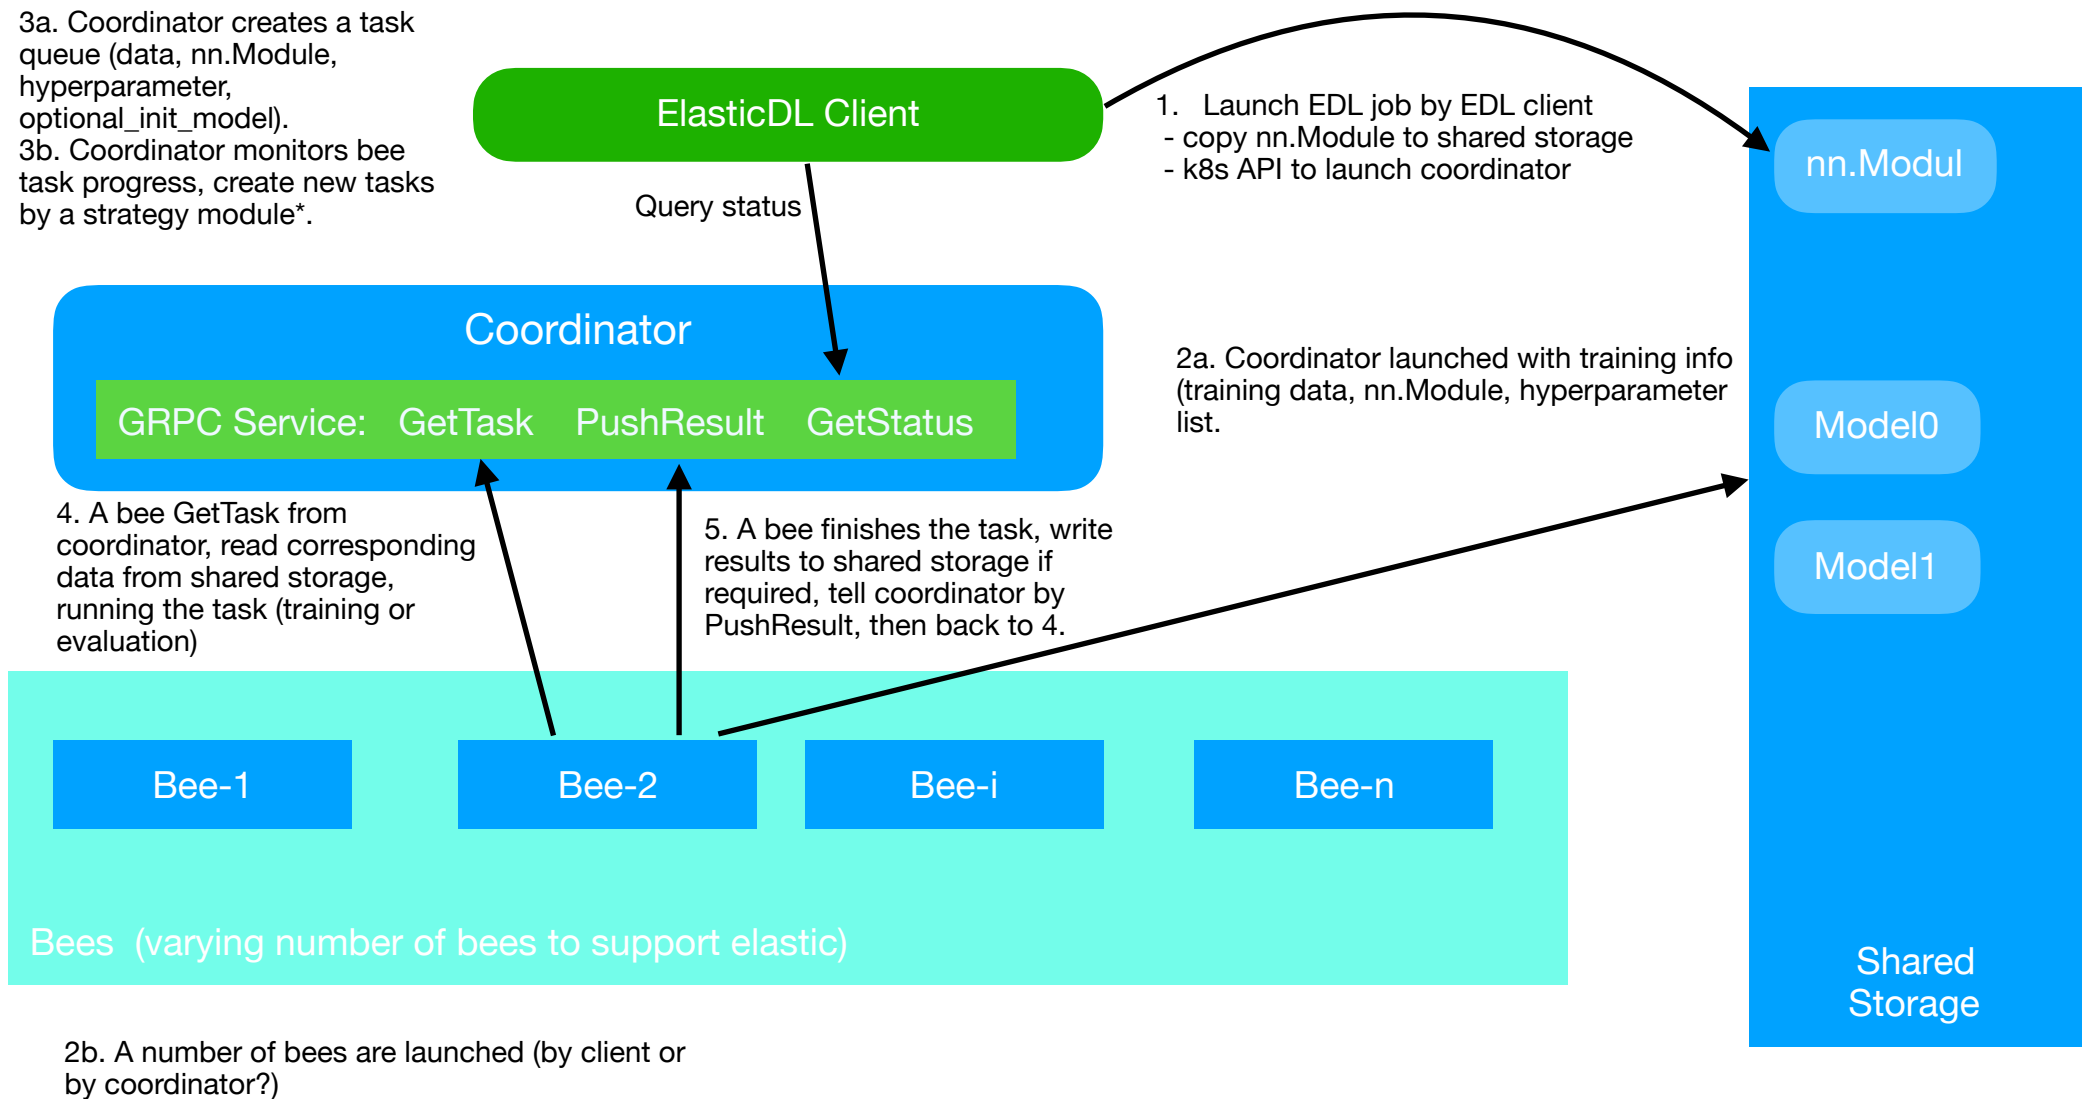 3a. Coordinator creates a task
queue (data, nn.Module,
hyperparameter,
optional_init_model).
3b. Coordinator monitors bee
task progress, create new tasks
by a strategy module*.
ElasticDL Client
1. Launch EDL job by EDL client
- copy nn.Module to shared storage
- k8s API to launch coordinator
nn.Modul
Query status
Coordinator
GRPC Service: GetTask PushResult GetStatus
2a. Coordinator launched with training info
(training data, nn.Module, hyperparameter
list.
Model0
Model1
4. A bee GetTask from
coordinator, read corresponding
data from shared storage,
running the task (training or
evaluation)
5. A bee finishes the task, write
results to shared storage if
required, tell coordinator by
PushResult, then back to 4.
Bee-1
Bee-2
Bee-i
Bee-n
Bees (varying number of bees to support elastic)
Shared
Storage
2b. A number of bees are launched (by client or
by coordinator?)